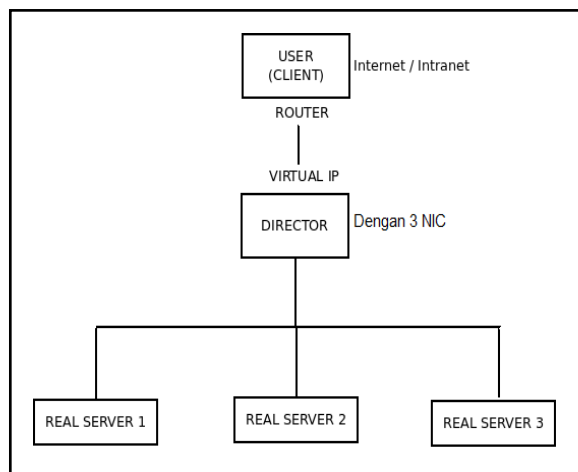 USER
(CLIENT)
Internet / Intranet
ROUTER
VIRTUAL IP
DIRECTOR
Dengan 3 NIC
REAL SERVER 1
REAL SERVER 2
REAL SERVER 3